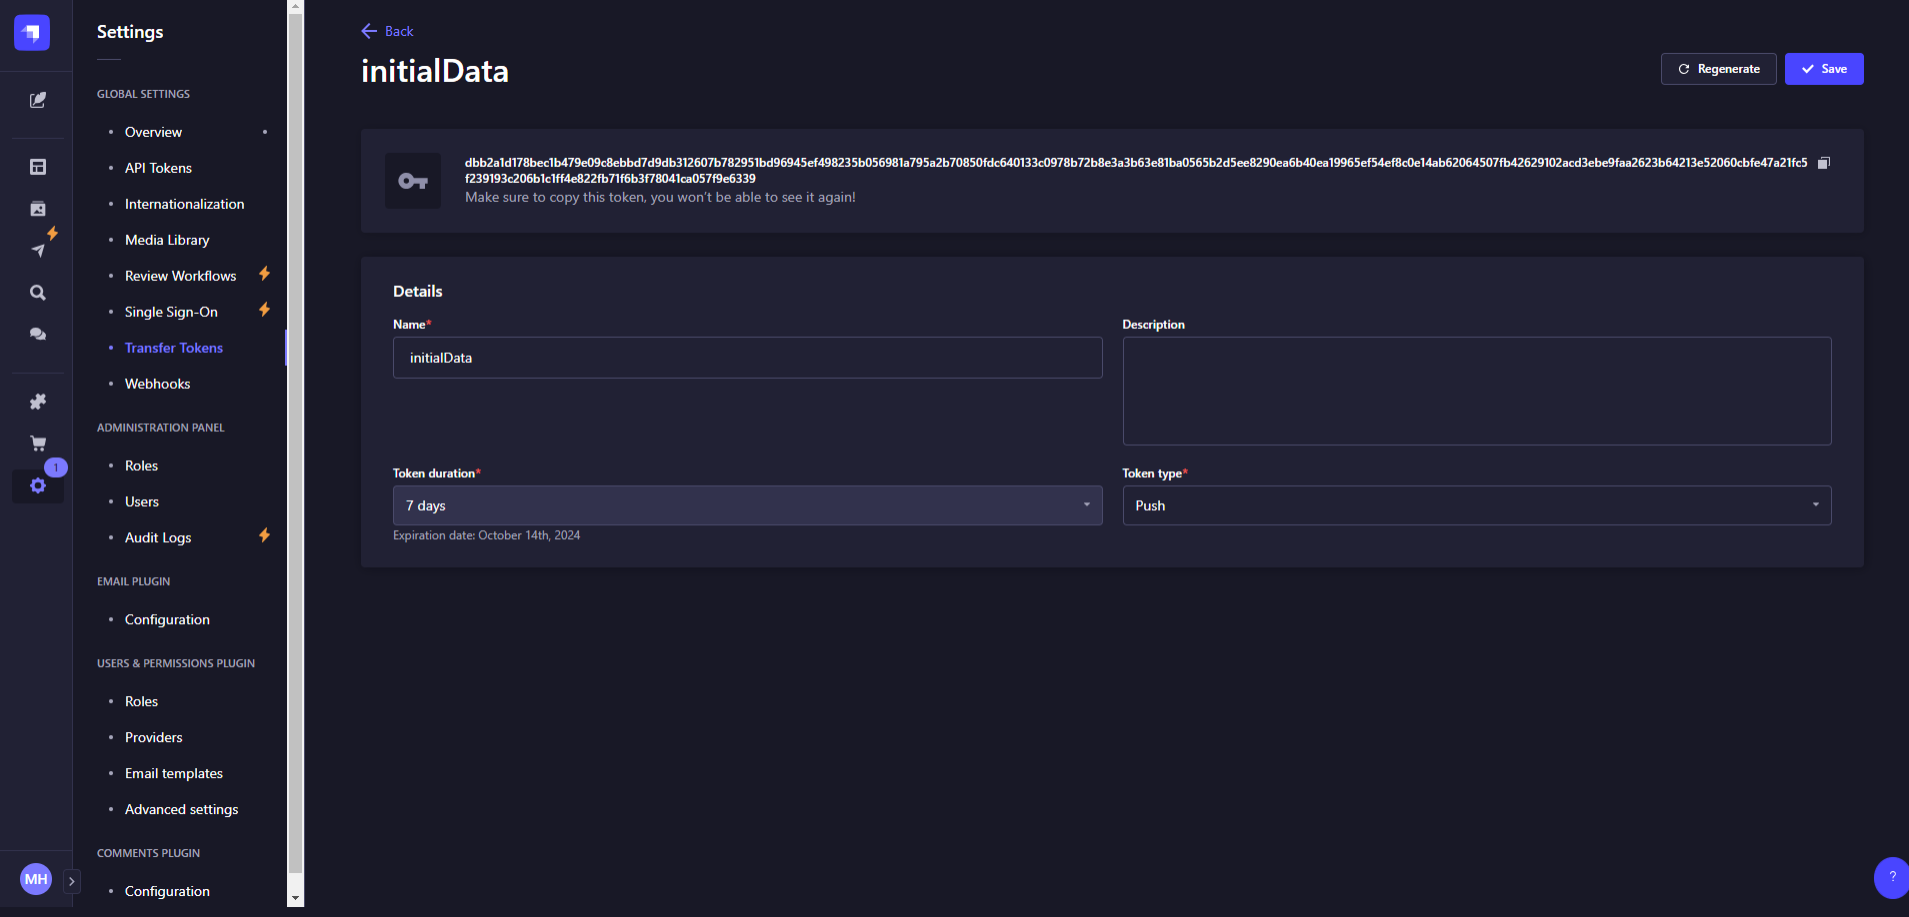 Settings
GLOBAL SETTINGS
Overview
API Tokens
Internationalization
Media Library
Review Workflows
Single Sign-On
Transfer Tokens
Webhooks
ADMINISTRATION PANEL
Roles
Users
Audit Logs
EMAIL PLUGIN
Configuration
USERS & PERMISSIONS PLUGIN
Roles
Providers
Email templates
Advanced settings
COMMENTS PLUGIN
Configuration
1
MH
Back
initialData
Regenerate
Save
dbb2a1d178bec1b479e09c8ebbd7d9db312607b782951bd96945ef498235b056981a795a2b70850fdc640133c0978b72b8e3a3b63e81ba0565b2d5ee8290ea6b40ea19965ef54ef8c0e14ab62064507fb42629102acd3ebe9faa2623b64213e52060cbfe47a21fc5
f239193c206b1c1ff4e822fb71f6b3f78041ca057f9e6339
Make sure to copy this token, you won't be able to see it again!
Details
Name*
initialData
Description
Token duration*
7 days
Expiration date: October 14th, 2024
Token type*
Push
?